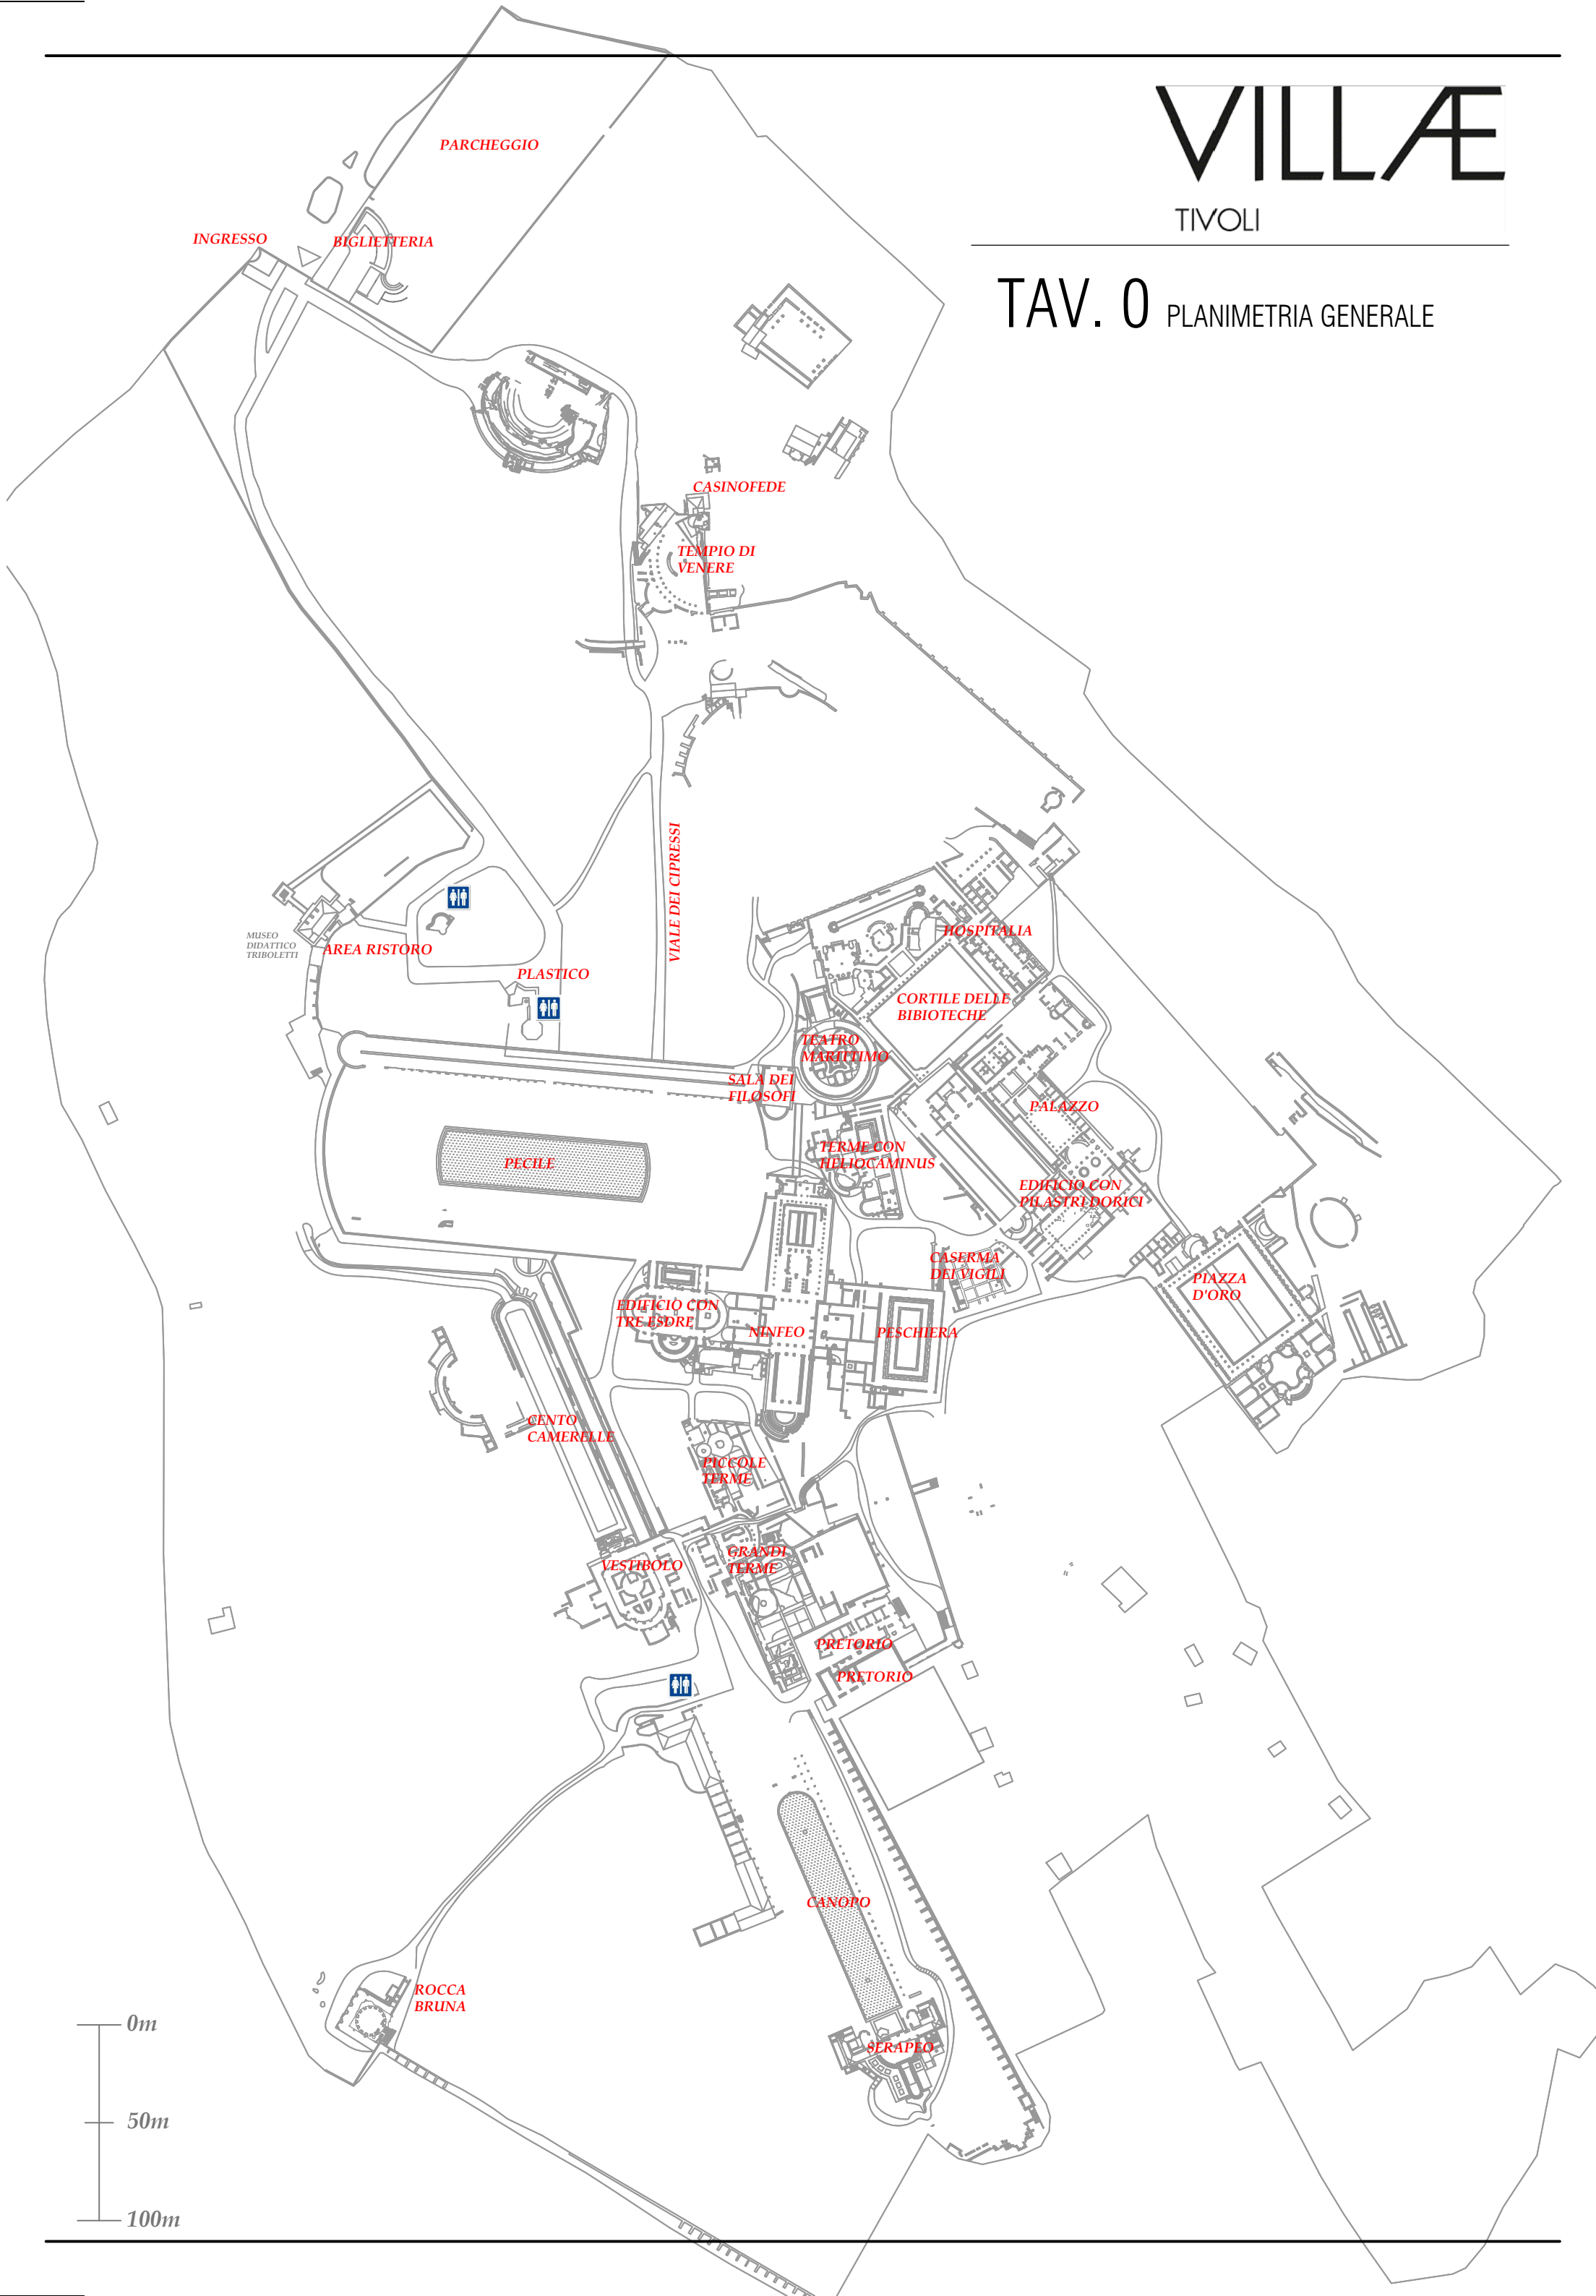 VILLÆ
TIVOLI
TAV. 0 PLANIMETRIA GENERALE
PARCHEGGIO
INGRESSO
BIGLIETTERIA
CASINOFEDE
TEMPIO DI
VENERE
VIALE DEI CIPRESSI
MUSEO
DIDATTICO
TRIBOLETTI
AREA RISTORO
PLASTICO
HOSPITALIA
CORTILE DELLE
BIBIOTECHE
TEATRO
MARITTIMO
SALA DEI
FILOSOFI
PALAZZO
TERME CON
HELIOCAMINUS
PECILE
EDIFICIO CON
PILASTRI DORICI
CASERMA
DEI VIGILI
PIAZZA
D'ORO
EDIFICIO CON
TRE ESDRE
NINFEO
PESCHIERA
CENTO
CAMERELLE
PICCOLE
TERME
GRANDI
TERME
VESTIBOLO
PRETORIO
PRETORIO
CANOPO
ROCCA
BRUNA
SERAPEO
0m
50m
100m